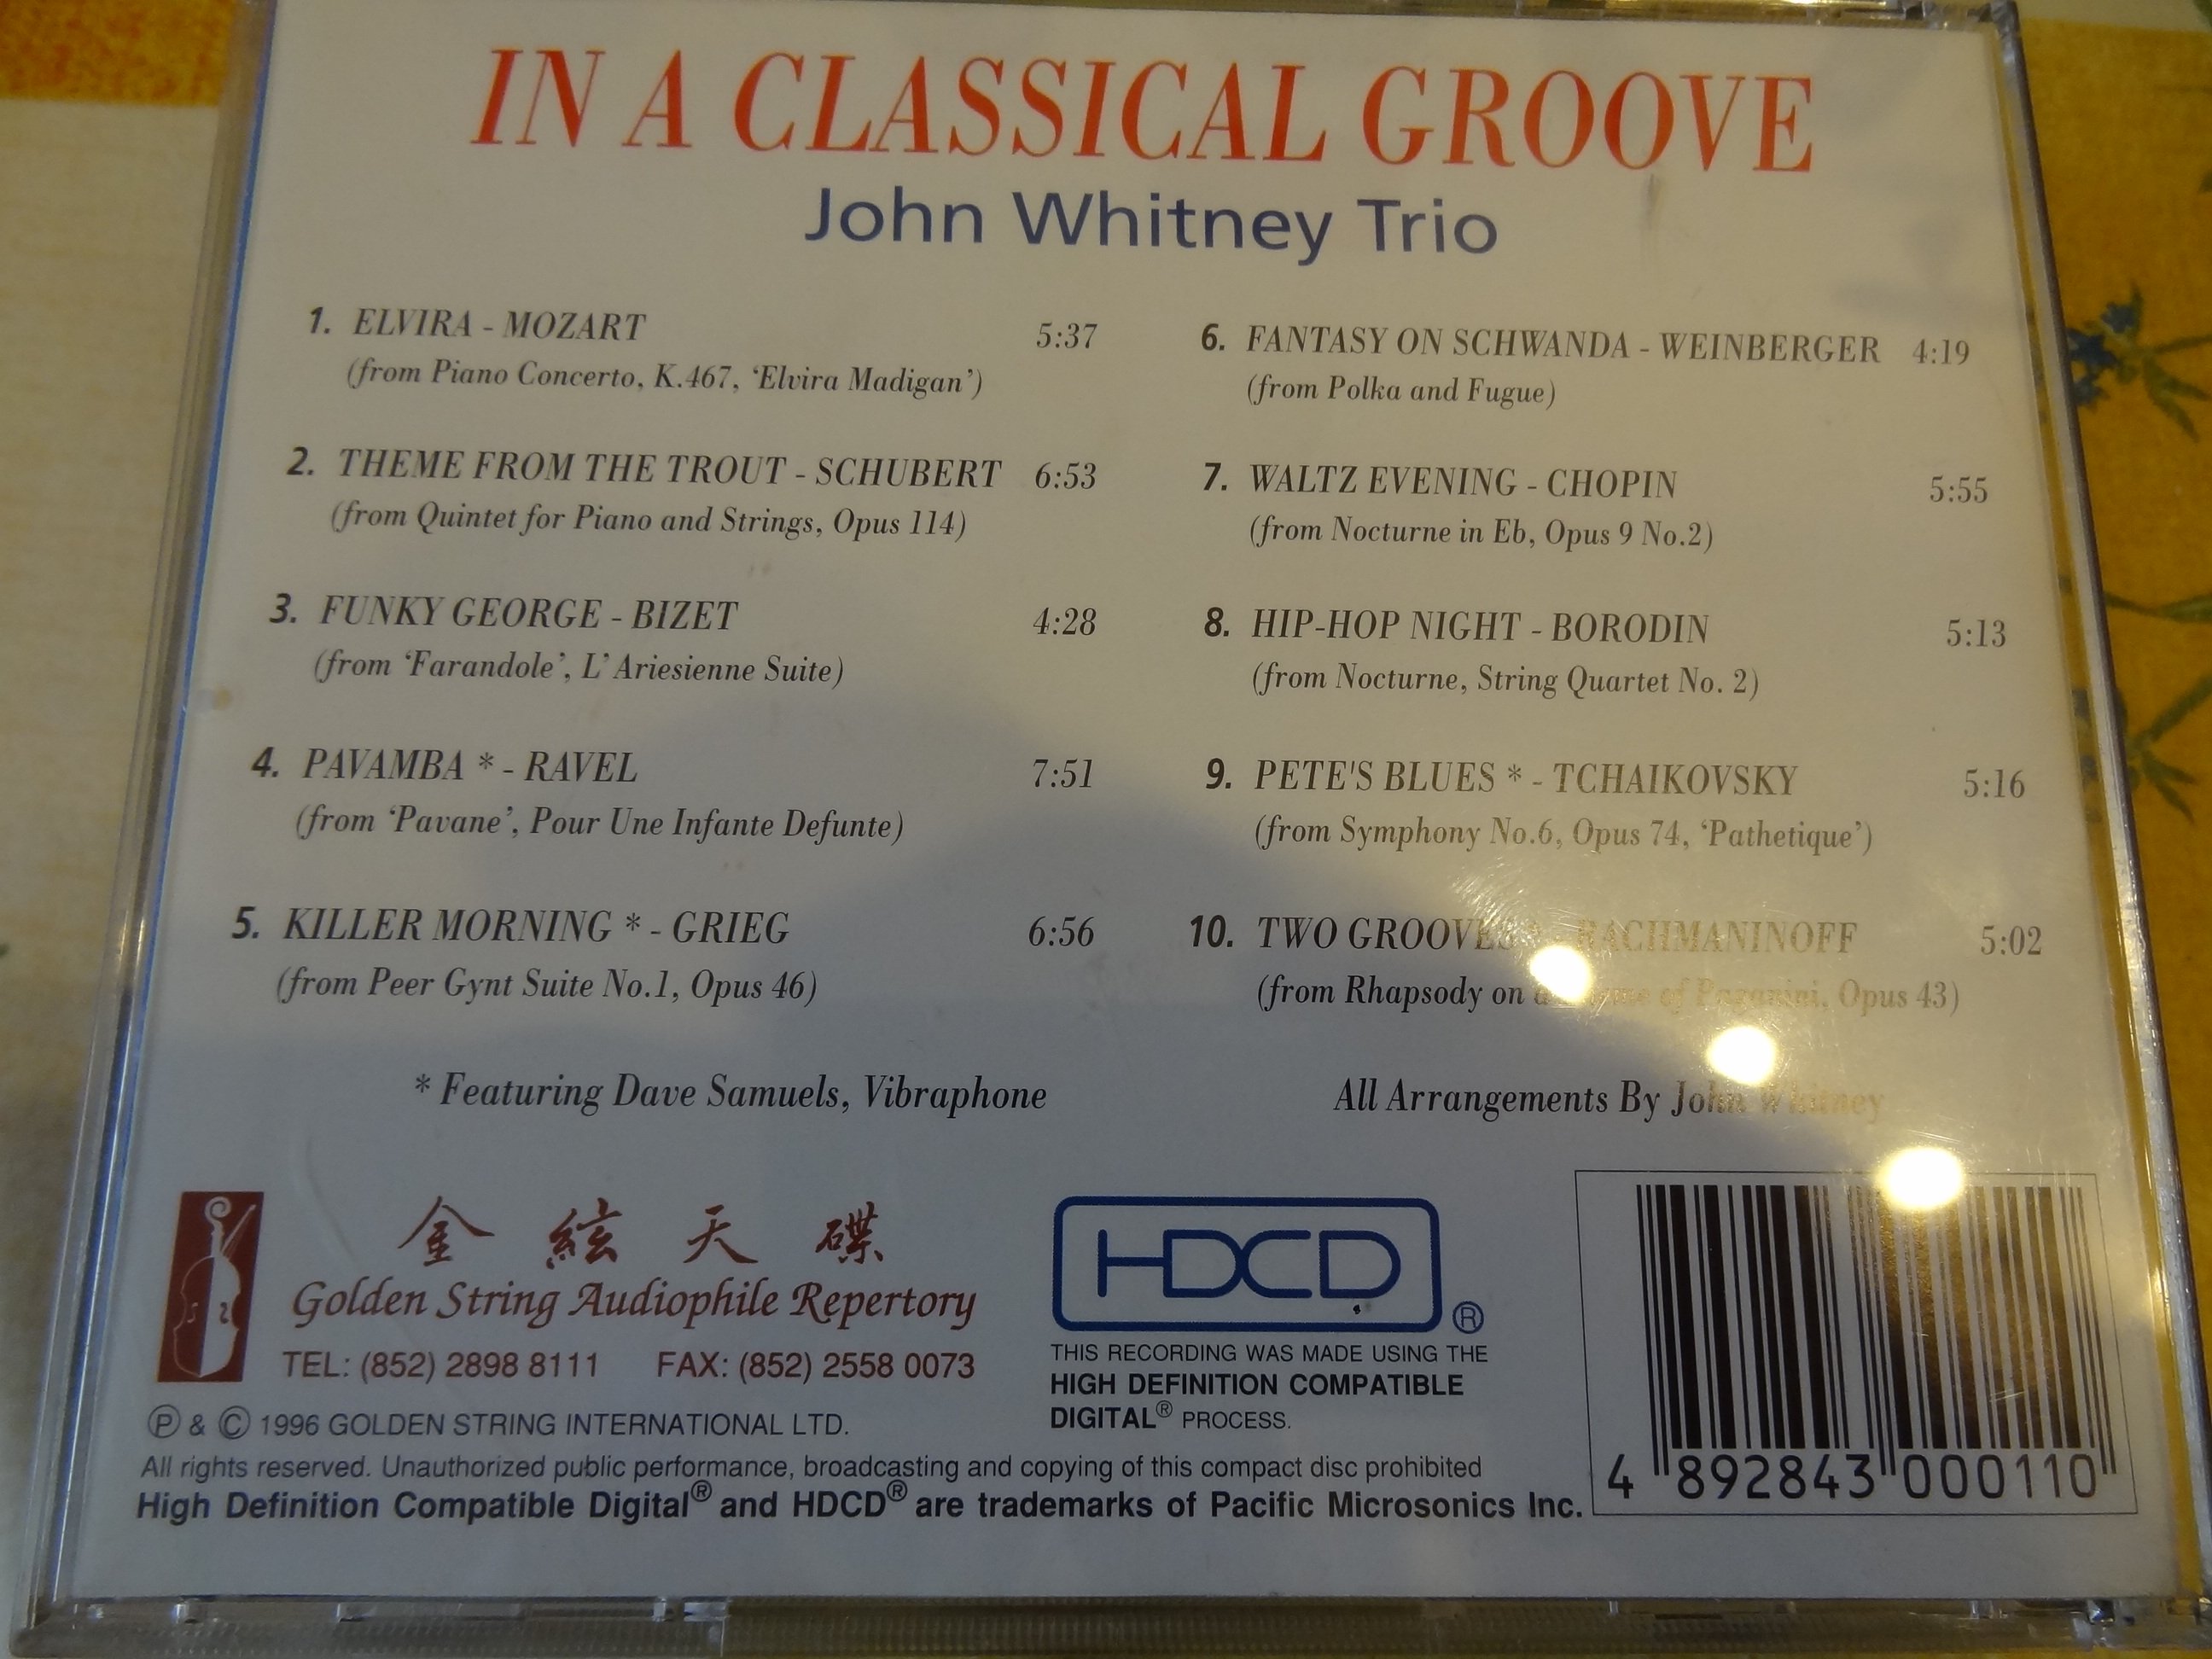 IN A CLASSICAL GROOVE
John Whitney Trio
1. ELVIRA - MOZART 5:37
(from Piano Concerto, K.467, ‘Elvira Madigan’)
2. THEME FROM THE TROUT - SCHUBERT 6:53
(from Quintet for Piano and Strings, Opus 114)
3. FUNKY GEORGE - BIZET 4:28
(from ‘Farandole’, L’ Ariesienne Suite)
4. PAVAMBA * - RAVEL 7:51
(from ‘Pavane’, Pour Une Infante Defunte)
5. KILLER MORNING * - GRIEG 6:56
(from Peer Gynt Suite No.1, Opus 46)
6. FANTASY ON SCHWANDA - WEINBERGER 4:19
(from Polka and Fugue)
7. WALTZ EVENING - CHOPIN 5:55
(from Nocturne in Eb, Opus 9 No.2)
8. HIP-HOP NIGHT - BORODIN 5:13
(from Nocturne, String Quartet No. 2)
9. PETE'S BLUES * - TCHAIKOVSKY 5:16
(from Symphony No.6, Opus 74, ‘Pathetique’)
10. TWO GROOVES RACHMANINOFF 5:02
(from Rhapsody on of Paganini, Opus 43)
* Featuring Dave Samuels, Vibraphone
All Arrangements By John Whitney
金絃天碟
Golden String Audiophile Repertory
TEL: (852) 2898 8111 FAX: (852) 2558 0073
HDCD®
THIS RECORDING WAS MADE USING THE
HIGH DEFINITION COMPATIBLE
DIGITAL® PROCESS.
Ⓟ & © 1996 GOLDEN STRING INTERNATIONAL LTD.
All rights reserved. Unauthorized public performance, broadcasting and copying of this compact disc prohibited
High Definition Compatible Digital® and HDCD® are trademarks of Pacific Microsonics Inc.
4 892843 000110